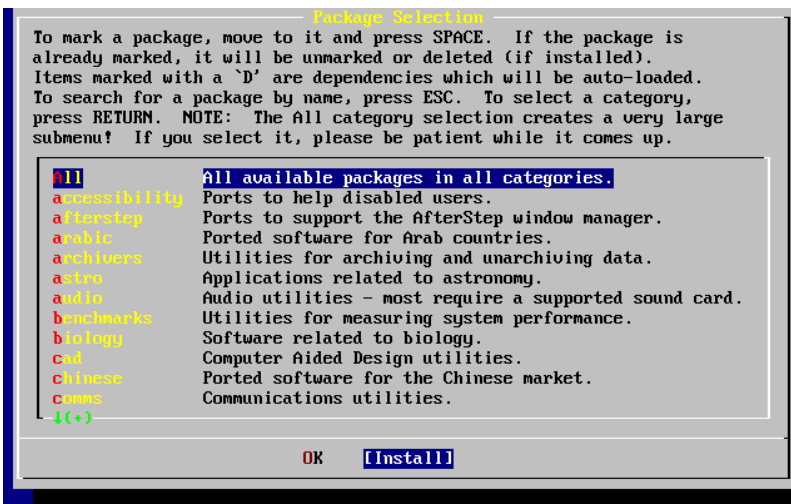 Package Selection
To mark a package, move to it and press SPACE.  If the package is
already marked, it will be unmarked or deleted (if installed).
Items marked with a `D' are dependencies which will be auto-loaded.
To search for a package by name, press ESC.  To select a category,
press RETURN.  NOTE:  The All category selection creates a very large
submenu!  If you select it, please be patient while it comes up.
All All available packages in all categories.
accessibility Ports to help disabled users.
afterstep Ports to support the AfterStep window manager.
arabic Ported software for Arab countries.
archivers Utilities for archiving and unarchiving data.
astro Applications related to astronomy.
audio Audio utilities - most require a supported sound card.
benchmarks Utilities for measuring system performance.
biology Software related to biology.
cad Computer Aided Design utilities.
chinese Ported software for the Chinese market.
comms Communications utilities.
↓(+)
OK [Install]